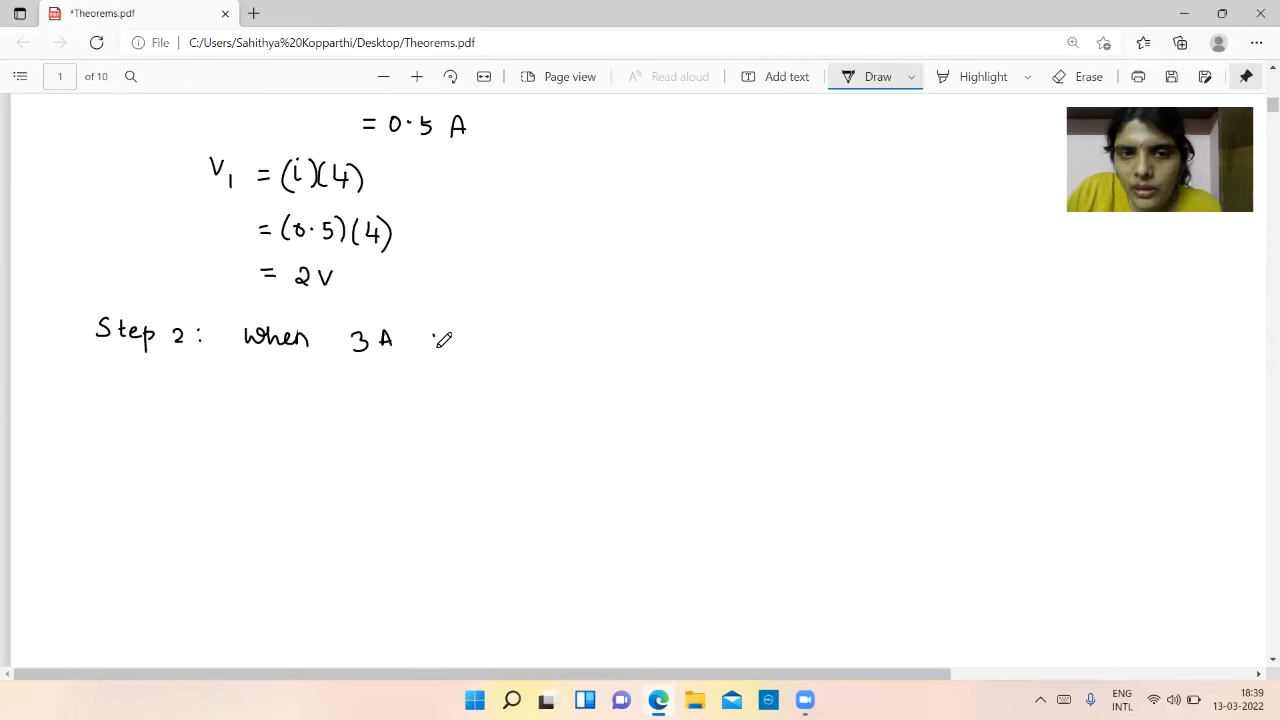 *Theorems.pdf
File C:/Users/Sahithya%20Kopparthi/Desktop/Theorems.pdf
1 of 10 Page view Read aloud Add text Draw Highlight Erase
= 0.5 A
V1 = (i)(4)
= (0.5)(4)
= 2V
Step 2: When 3A
ENG 18:39
INTL 13-03-2022